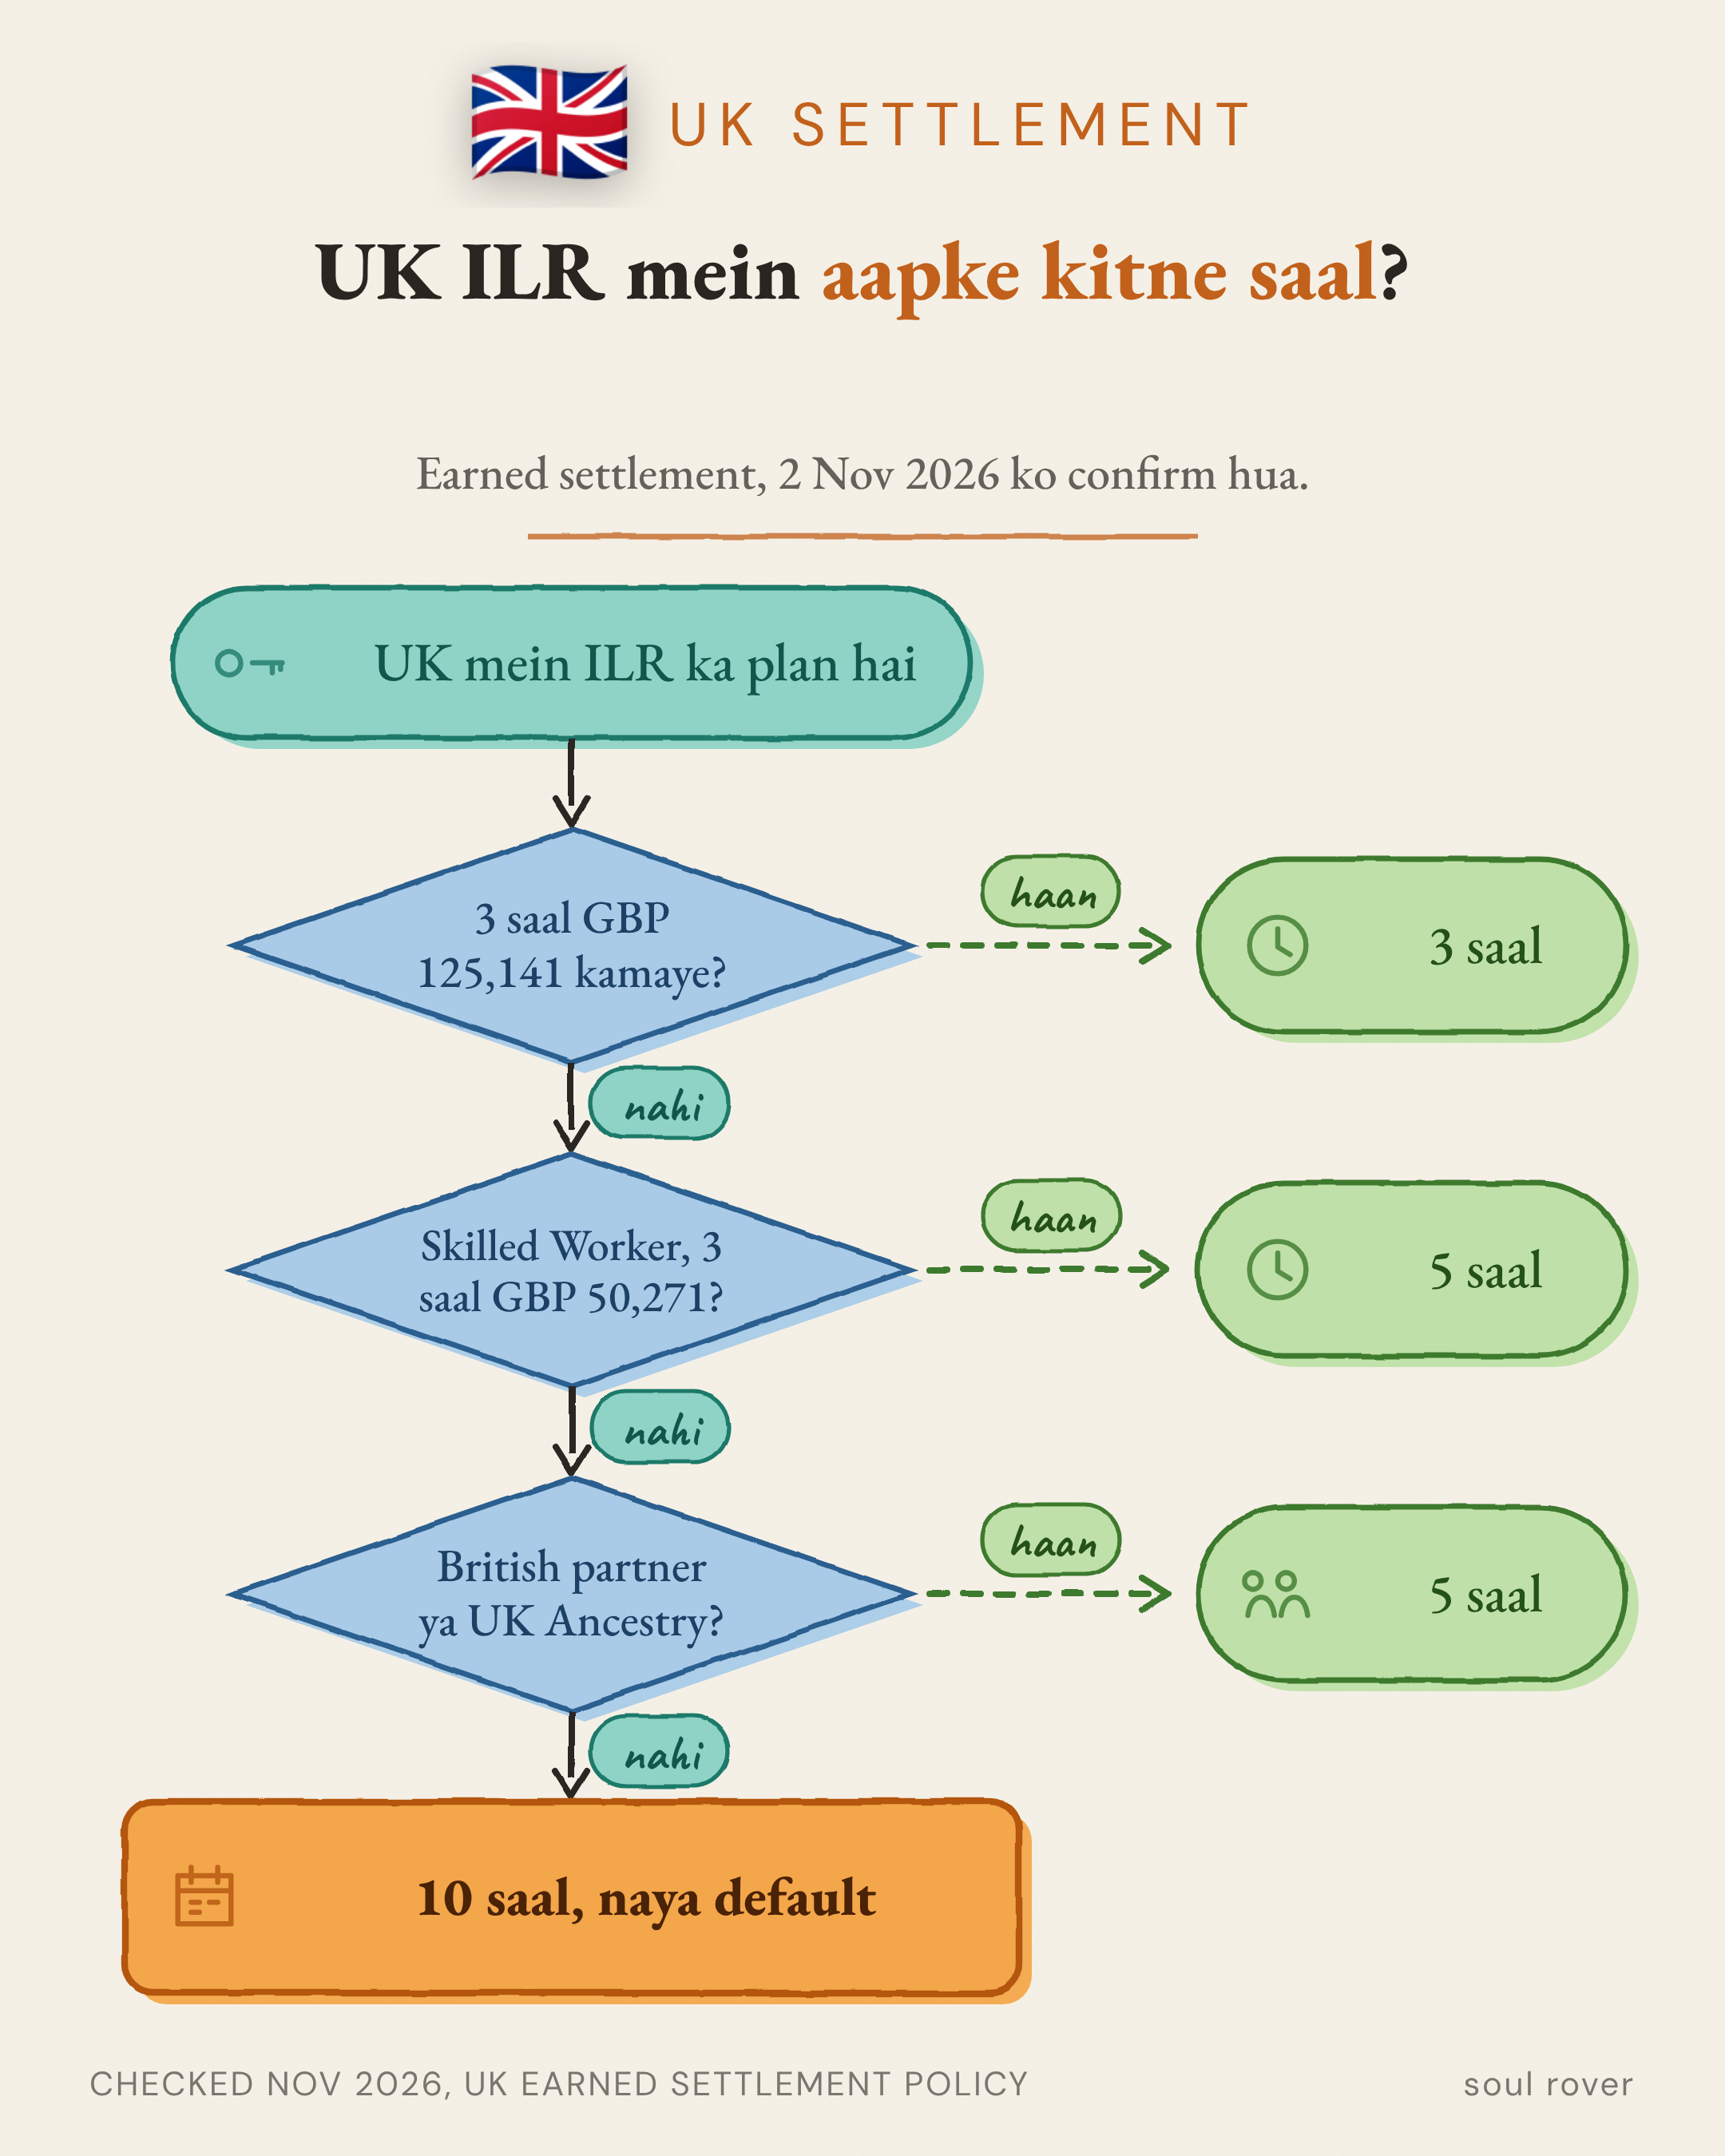 UK SETTLEMENT
UK ILR mein aapke kitne saal?
Earned settlement, 2 Nov 2026 ko confirm hua.
UK mein ILR ka plan hai
3 saal GBP
125,141 kamaye?
haan
3 saal
nahi
Skilled Worker, 3
saal GBP 50,271?
haan
5 saal
nahi
British partner
ya UK Ancestry?
haan
5 saal
nahi
10 saal, naya default
CHECKED NOV 2026, UK EARNED SETTLEMENT POLICY
soul rover